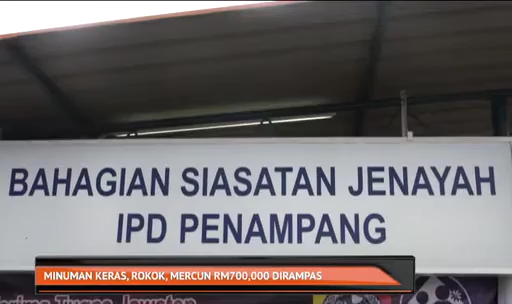 BAHAGIAN SIASATAN JENAYAH
IPD PENAMPANG
MINUMAN KERAS, ROKOK, MERCUN RM700,000 DIRAMPAS